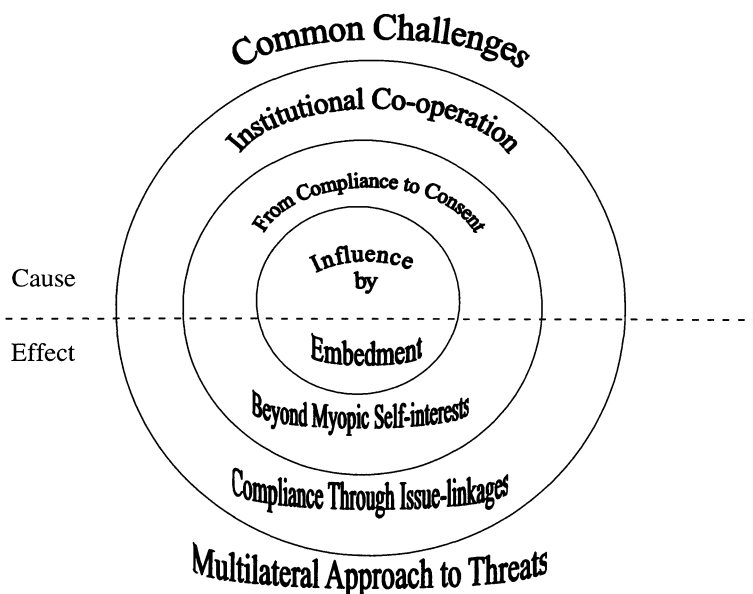 Common Challenges
Institutional Co-operation
From Compliance to Consent
Influence
by
Cause
Effect
Embedment
Beyond Myopic Self-interests
Compliance Through Issue-linkages
Multilateral Approach to Threats